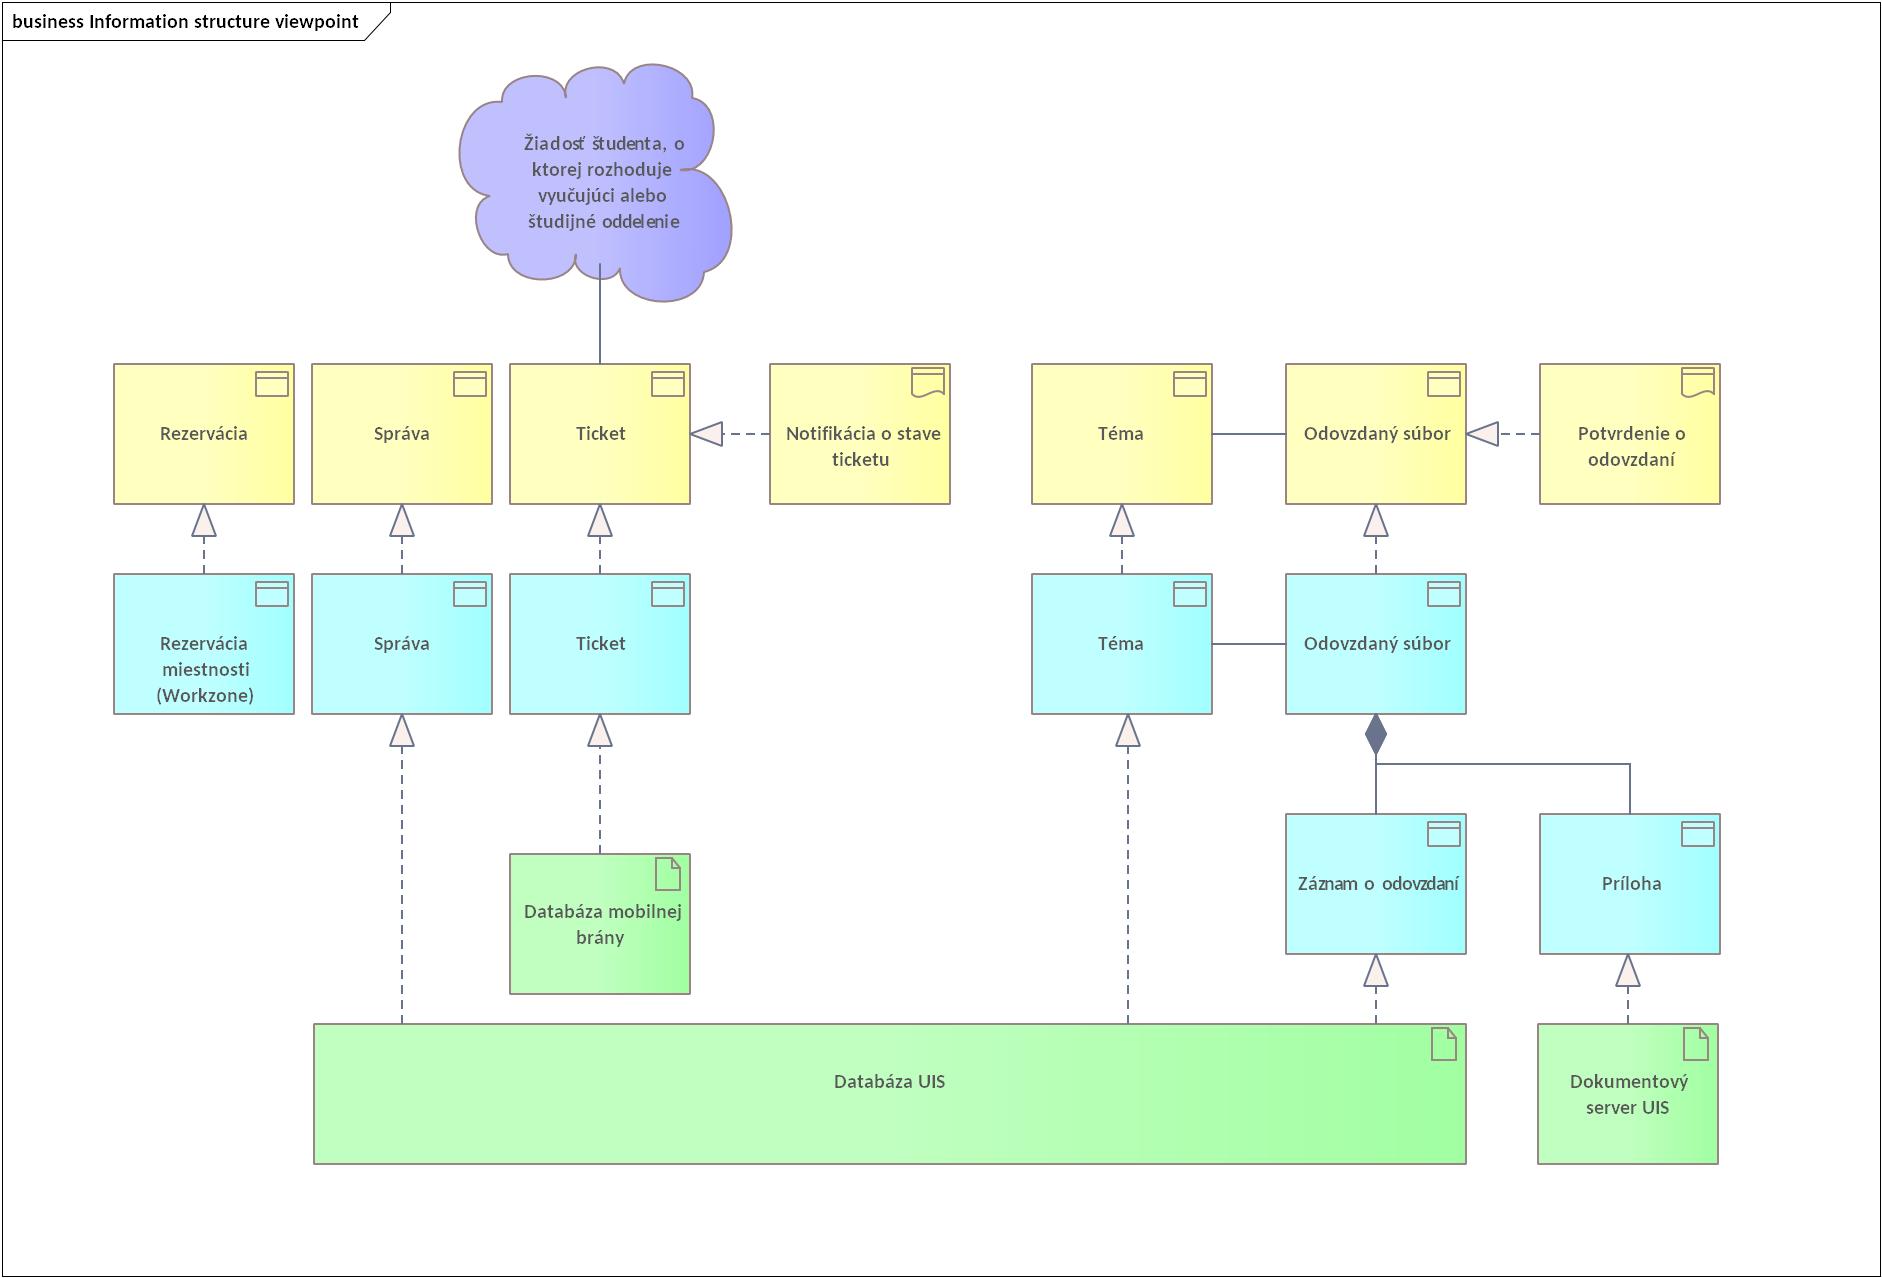 business Information structure viewpoint
Žiadosť študenta, o
ktorej rozhoduje
vyučujúci alebo
študijné oddelenie
Rezervácia
Správa
Ticket
Notifikácia o stave
ticketu
Téma
Odovzdaný súbor
Potvrdenie o
odovzdaní
Rezervácia
miestnosti
(Workzone)
Správa
Ticket
Téma
Odovzdaný súbor
Databáza mobilnej
brány
Záznam o odovzdaní
Príloha
Databáza UIS
Dokumentový
server UIS